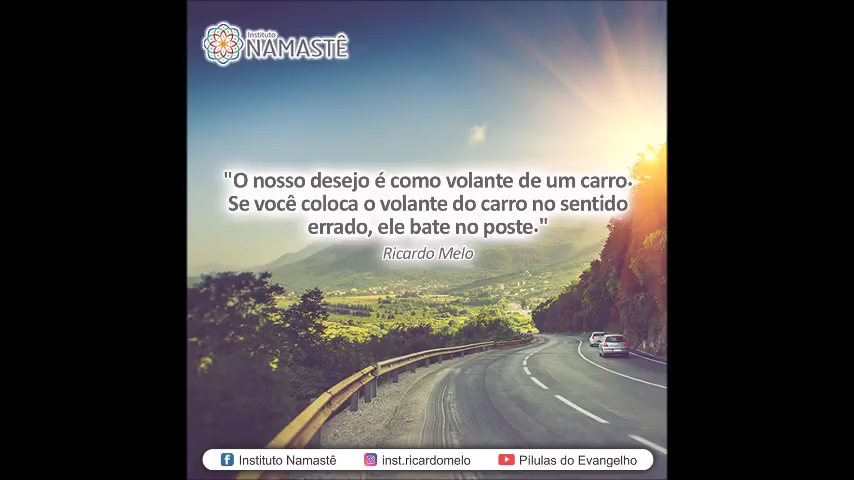 Instituto
NAMASTÊ
"O nosso desejo é como volante de um carro.
Se você coloca o volante do carro no sentido
errado, ele bate no poste."
Ricardo Melo
Instituto Namastê inst.ricardomelo Pílulas do Evangelho